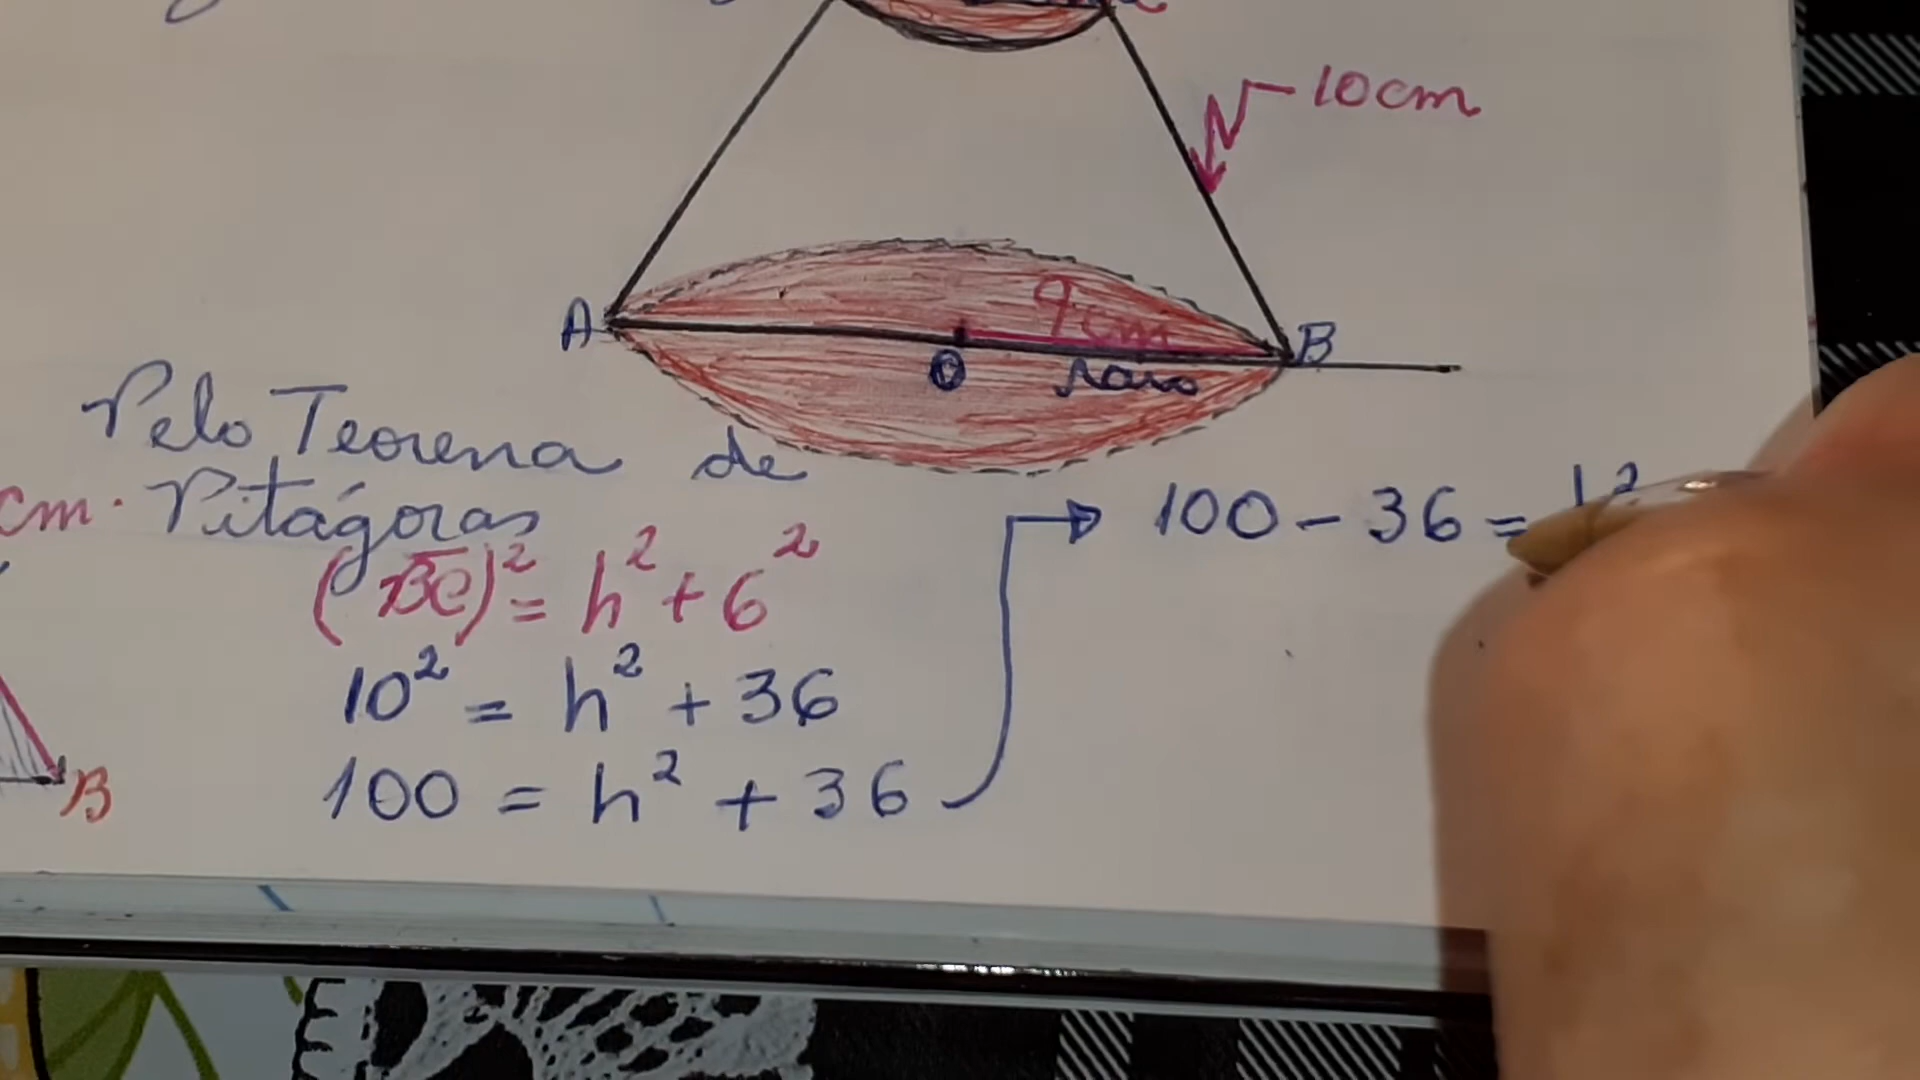 10cm
9cm
A
B
O
raio
Pelo Teorema de
cm. Pitágoras
100 - 36 = h²
(BC)² = h² + 6²
10² = h² + 36
100 = h² + 36
B